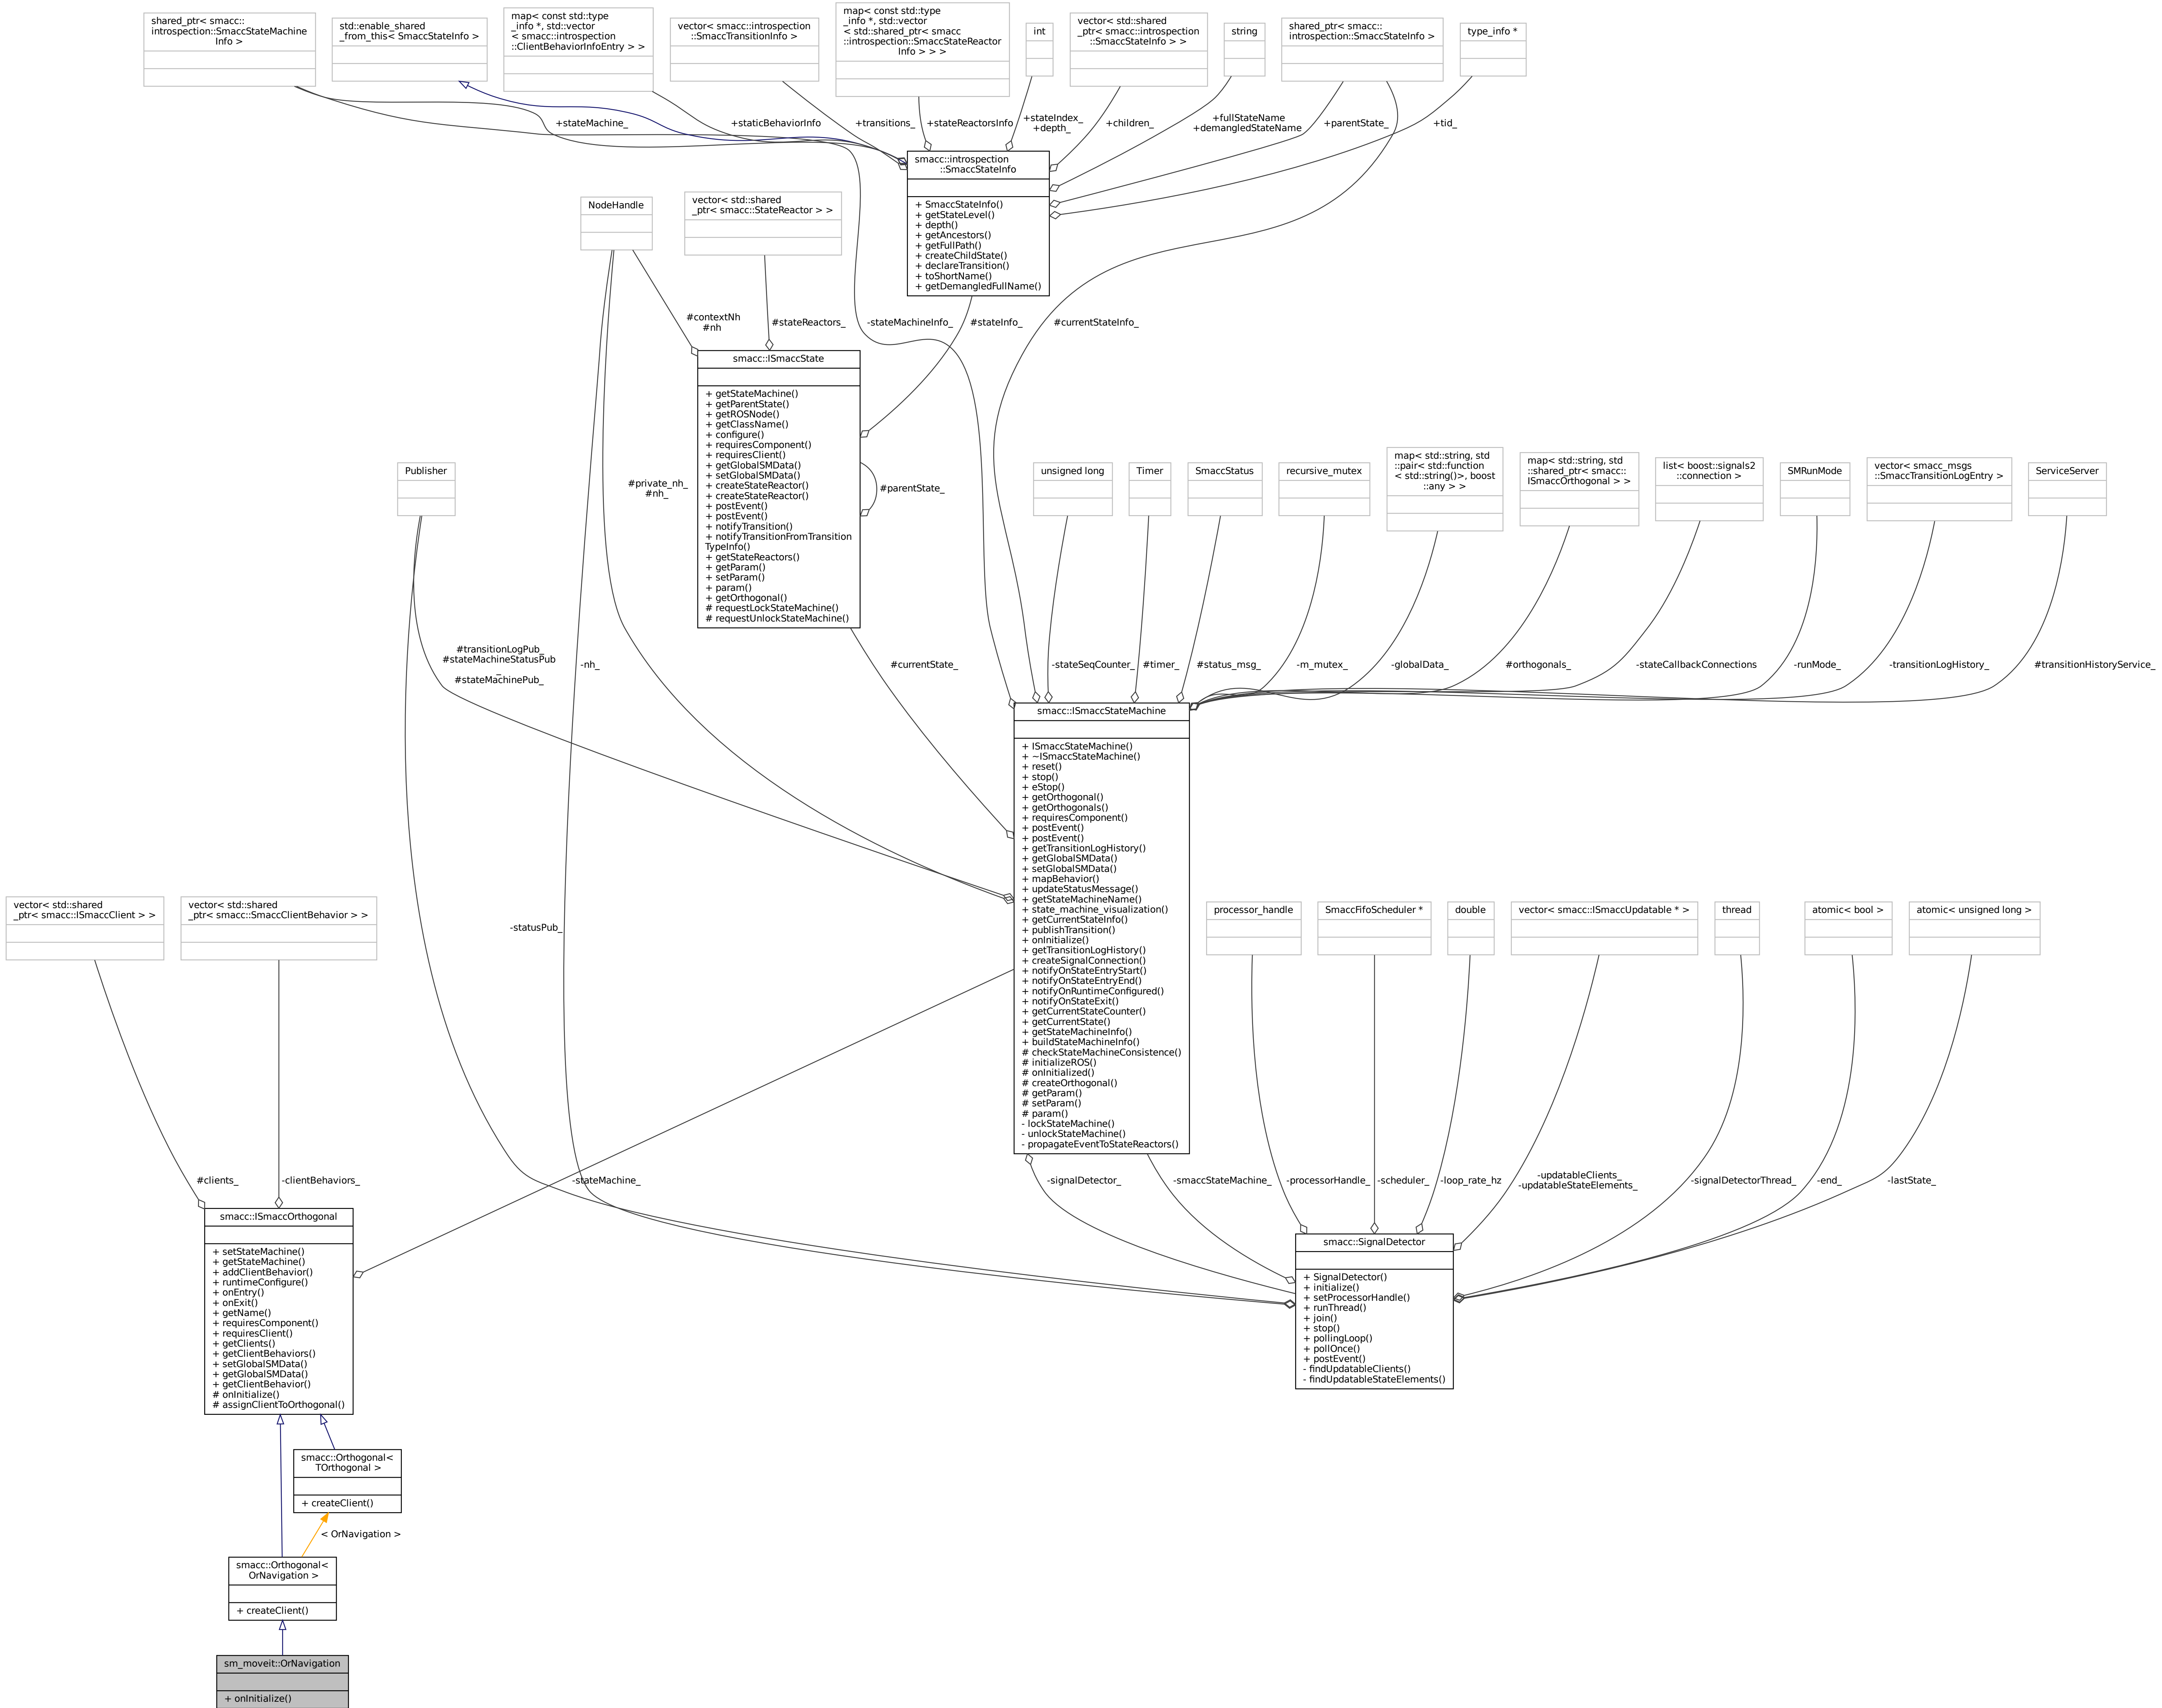 shared_ptr< smacc::
introspection::SmaccStateMachine
Info >
std::enable_shared
_from_this< SmaccStateInfo >
map< const std::type
_info *, std::vector
< smacc::introspection
::ClientBehaviorInfoEntry > >
vector< smacc::introspection
::SmaccTransitionInfo >
map< const std::type
_info *, std::vector
< std::shared_ptr< smacc
::introspection::SmaccStateReactor
Info > > >
int
vector< std::shared
_ptr< smacc::introspection
::SmaccStateInfo > >
string
shared_ptr< smacc::
introspection::SmaccStateInfo >
type_info *
+stateMachine_
+staticBehaviorInfo
+transitions_
+stateReactorsInfo
+stateIndex_
+depth_
+children_
+fullStateName
+demangledStateName
+parentState_
+tid_
smacc::introspection
::SmaccStateInfo
+ SmaccStateInfo()
+ getStateLevel()
+ depth()
+ getAncestors()
+ getFullPath()
+ createChildState()
+ declareTransition()
+ toShortName()
+ getDemangledFullName()
NodeHandle
vector< std::shared
_ptr< smacc::StateReactor > >
#contextNh
#nh
#stateReactors_
-stateMachineInfo_
#stateInfo_
#currentStateInfo_
smacc::ISmaccState
+ getStateMachine()
+ getParentState()
+ getROSNode()
+ getClassName()
+ configure()
+ requiresComponent()
+ requiresClient()
+ getGlobalSMData()
+ setGlobalSMData()
+ createStateReactor()
+ createStateReactor()
+ postEvent()
+ postEvent()
+ notifyTransition()
+ notifyTransitionFromTransition
TypeInfo()
+ getStateReactors()
+ getParam()
+ setParam()
+ param()
+ getOrthogonal()
# requestLockStateMachine()
# requestUnlockStateMachine()
#parentState_
#private_nh_
#nh_
Publisher
unsigned long
Timer
SmaccStatus
recursive_mutex
map< std::string, std
::pair< std::function
< std::string()>, boost
::any > >
map< std::string, std
::shared_ptr< smacc::
ISmaccOrthogonal > >
list< boost::signals2
::connection >
SMRunMode
vector< smacc_msgs
::SmaccTransitionLogEntry >
ServiceServer
#transitionLogPub_
#stateMachineStatusPub
_
#stateMachinePub_
-nh_
#currentState_
-stateSeqCounter_
#timer_
#status_msg_
-m_mutex_
-globalData_
#orthogonals_
-stateCallbackConnections
-runMode_
-transitionLogHistory_
#transitionHistoryService_
smacc::ISmaccStateMachine
+ ISmaccStateMachine()
+ ~ISmaccStateMachine()
+ reset()
+ stop()
+ eStop()
+ getOrthogonal()
+ getOrthogonals()
+ requiresComponent()
+ postEvent()
+ postEvent()
+ getTransitionLogHistory()
+ getGlobalSMData()
+ setGlobalSMData()
+ mapBehavior()
+ updateStatusMessage()
+ getStateMachineName()
+ state_machine_visualization()
+ getCurrentStateInfo()
+ publishTransition()
+ onInitialize()
+ getTransitionLogHistory()
+ createSignalConnection()
+ notifyOnStateEntryStart()
+ notifyOnStateEntryEnd()
+ notifyOnRuntimeConfigured()
+ notifyOnStateExit()
+ getCurrentStateCounter()
+ getCurrentState()
+ getStateMachineInfo()
+ buildStateMachineInfo()
# checkStateMachineConsistence()
# initializeROS()
# onInitialized()
# createOrthogonal()
# getParam()
# setParam()
# param()
- lockStateMachine()
- unlockStateMachine()
- propagateEventToStateReactors()
vector< std::shared
_ptr< smacc::ISmaccClient > >
vector< std::shared
_ptr< smacc::SmaccClientBehavior > >
-statusPub_
processor_handle
SmaccFifoScheduler *
double
vector< smacc::ISmaccUpdatable * >
thread
atomic< bool >
atomic< unsigned long >
#clients_
-clientBehaviors_
-stateMachine_
-signalDetector_
-smaccStateMachine_
-processorHandle_
-scheduler_
-loop_rate_hz
-updatableClients_
-updatableStateElements_
-signalDetectorThread_
-end_
-lastState_
smacc::ISmaccOrthogonal
+ setStateMachine()
+ getStateMachine()
+ addClientBehavior()
+ runtimeConfigure()
+ onEntry()
+ onExit()
+ getName()
+ requiresComponent()
+ requiresClient()
+ getClients()
+ getClientBehaviors()
+ setGlobalSMData()
+ getGlobalSMData()
+ getClientBehavior()
# onInitialize()
# assignClientToOrthogonal()
smacc::SignalDetector
+ SignalDetector()
+ initialize()
+ setProcessorHandle()
+ runThread()
+ join()
+ stop()
+ pollingLoop()
+ pollOnce()
+ postEvent()
- findUpdatableClients()
- findUpdatableStateElements()
smacc::Orthogonal<
TOrthogonal >
+ createClient()
< OrNavigation >
smacc::Orthogonal<
OrNavigation >
+ createClient()
sm_moveit::OrNavigation
+ onInitialize()